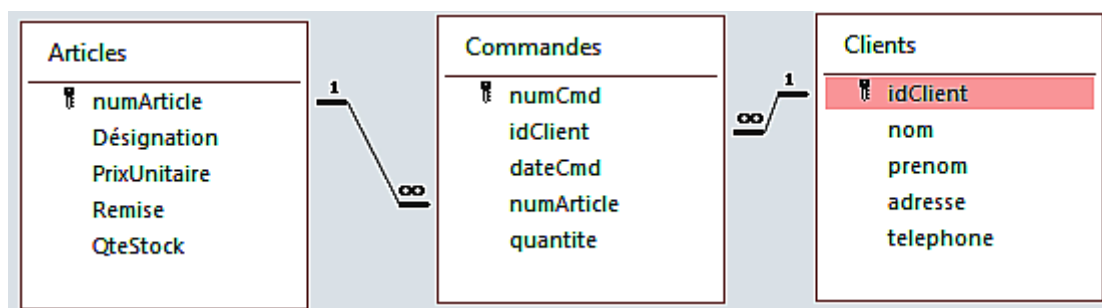 Articles
numArticle
Désignation
PrixUnitaire
Remise
QteStock
1
∞
Commandes
numCmd
idClient
dateCmd
numArticle
quantite
∞
1
Clients
idClient
nom
prenom
adresse
telephone